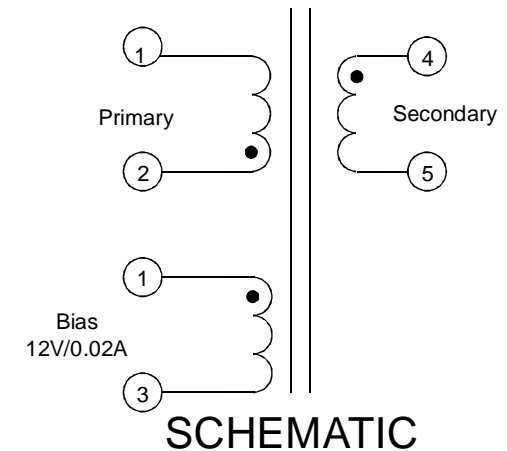 1
4
Primary
Secondary
2
5
1
Bias
12V/0.02A
3
SCHEMATIC